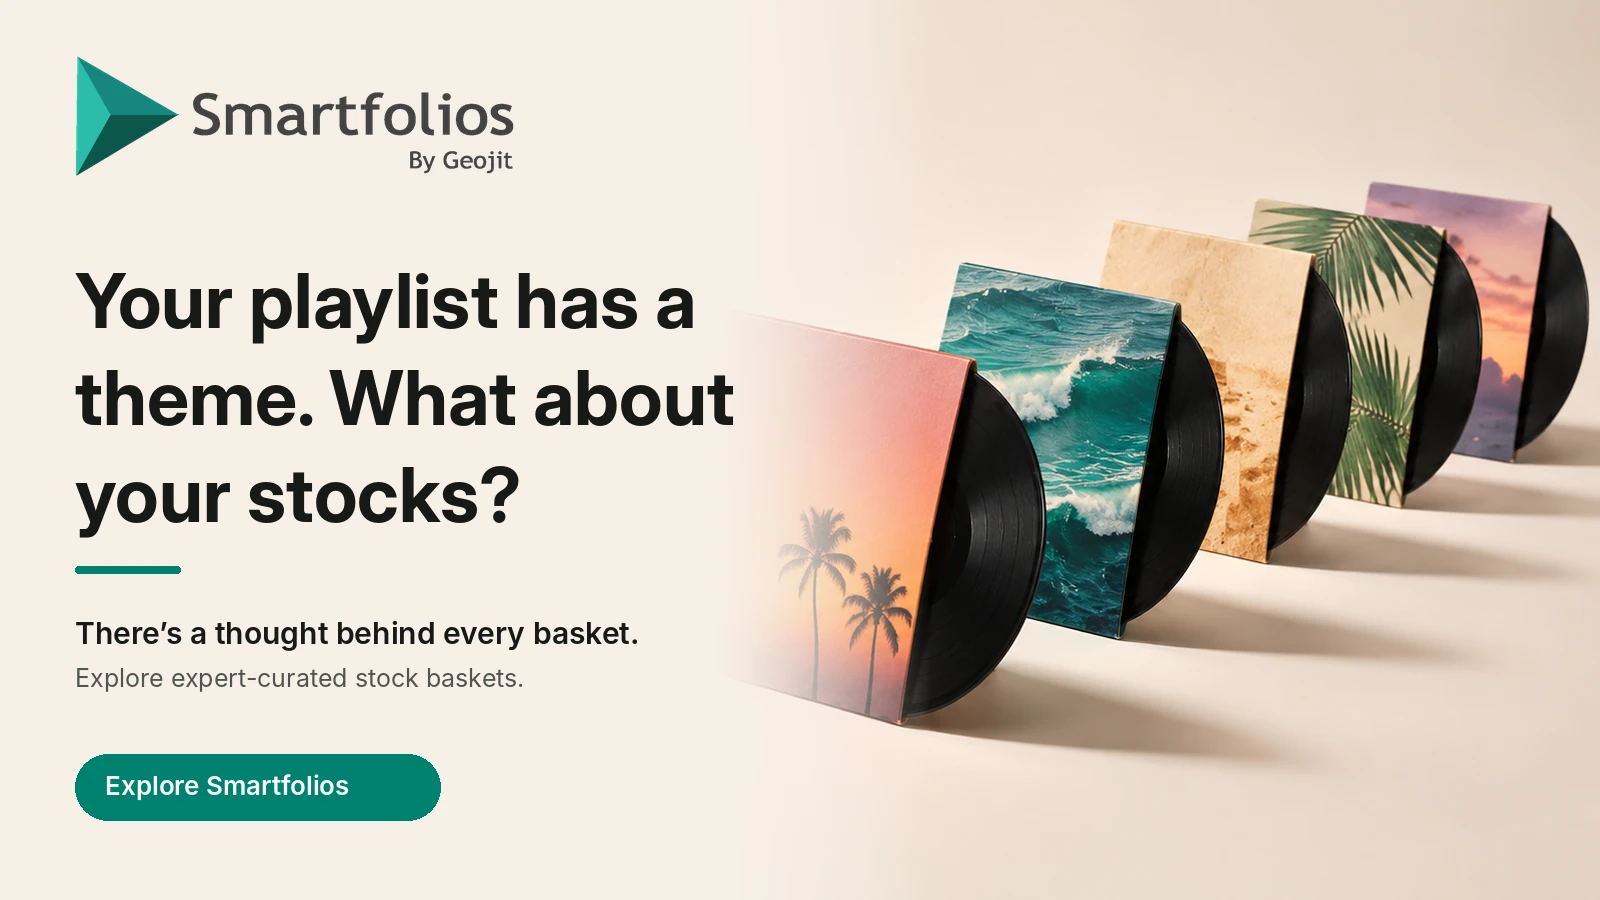 Smartfolios
By Geojit
Your playlist has a
theme. What about
your stocks?
There’s a thought behind every basket.
Explore expert-curated stock baskets.
Explore Smartfolios